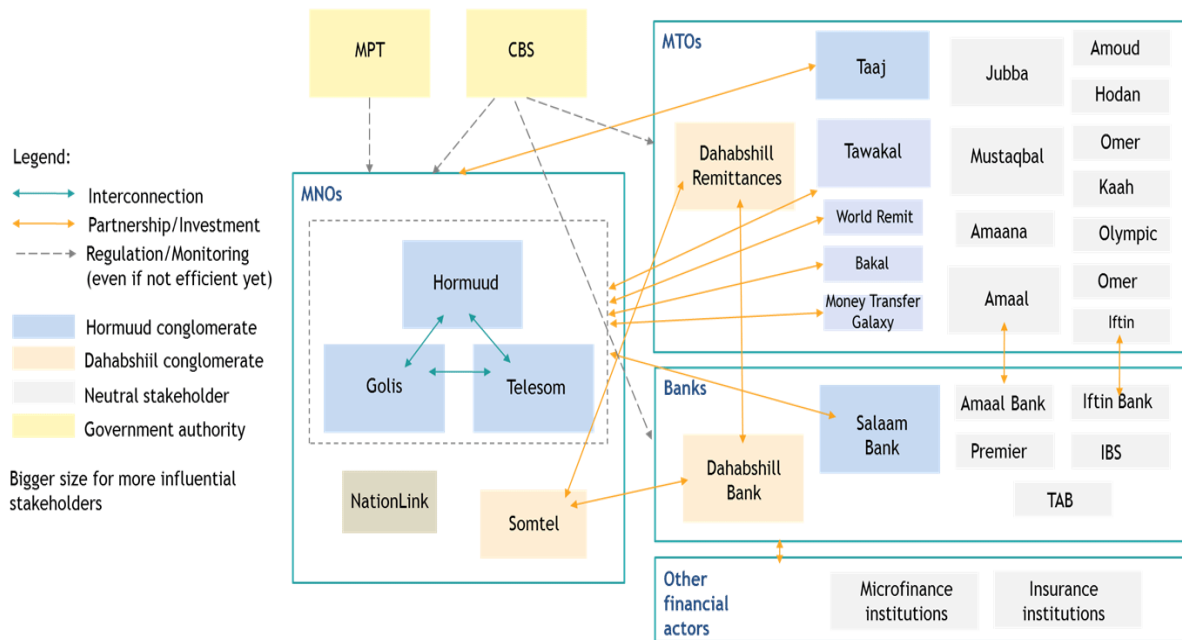 MPT
CBS
Legend:
Interconnection
Partnership/Investment
Regulation/Monitoring
(even if not efficient yet)
Hormuud conglomerate
Dahabshiil conglomerate
Neutral stakeholder
Government authority
Bigger size for more influential
stakeholders
MNOs
Hormuud
Golis
Telesom
NationLink
Somtel
MTOs
Dahabshill
Remittances
Taaj
Tawakal
World Remit
Bakal
Money Transfer
Galaxy
Jubba
Mustaqbal
Amaana
Amaal
Amoud
Hodan
Omer
Kaah
Olympic
Omer
Iftin
Banks
Dahabshill
Bank
Salaam
Bank
Amaal Bank
Iftin Bank
Premier
IBS
TAB
Other
financial
actors
Microfinance
institutions
Insurance
institutions